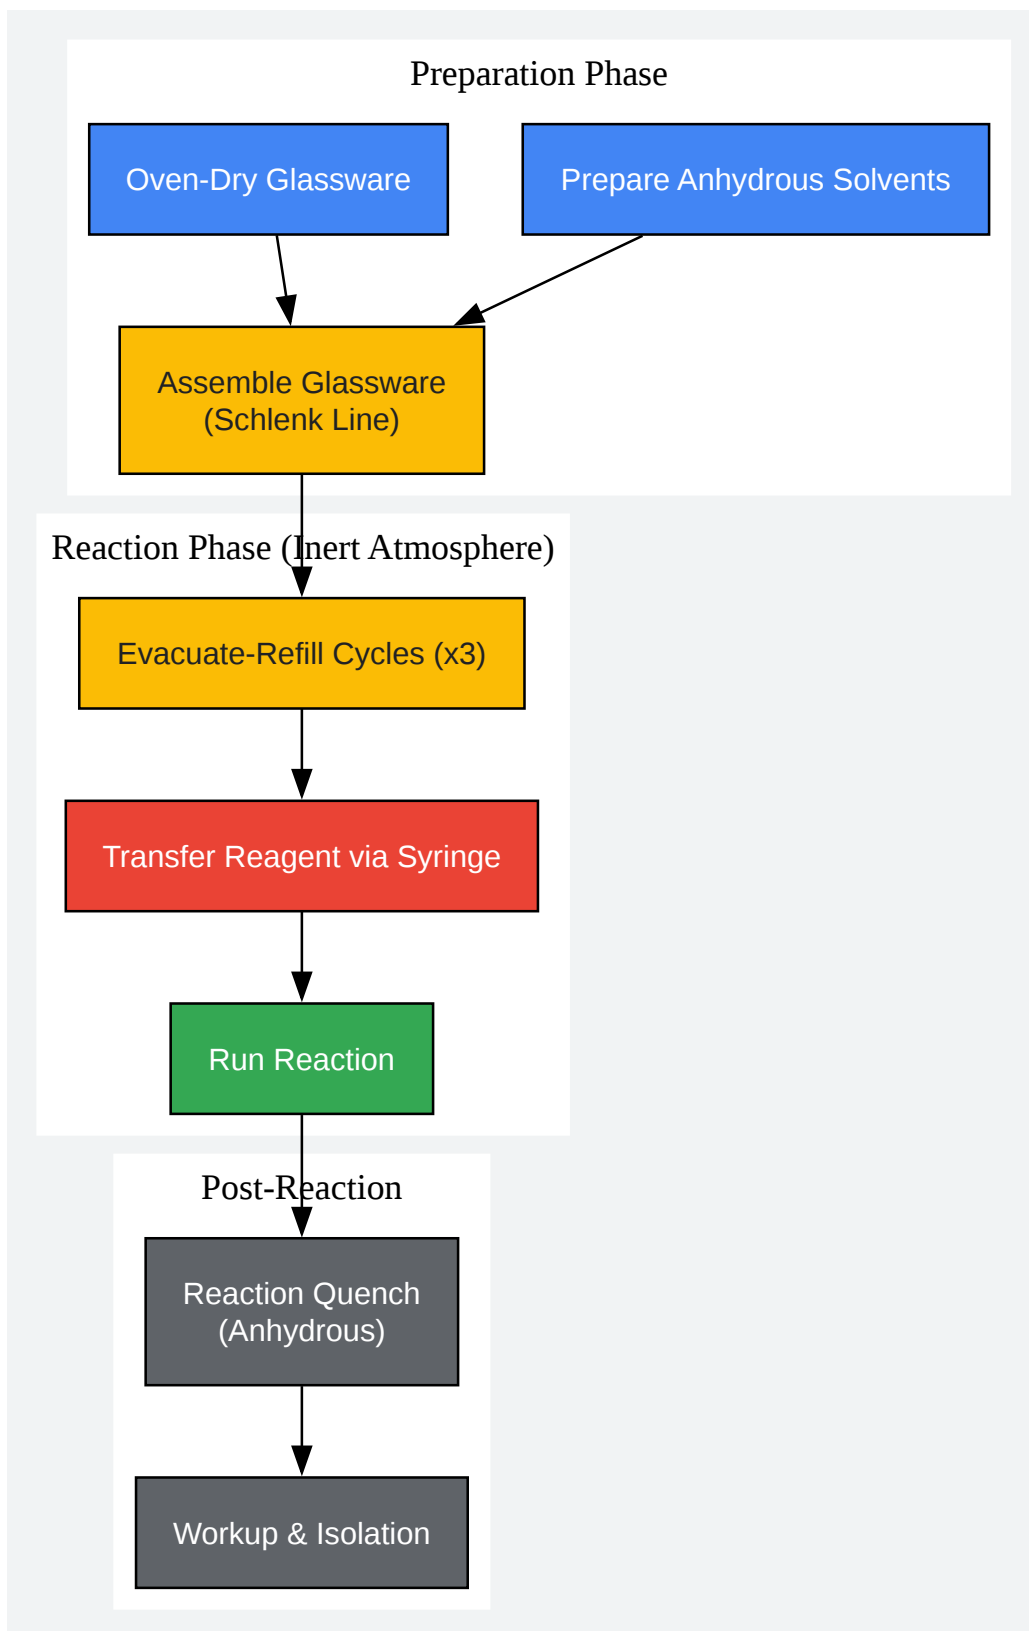 Preparation Phase
Oven-Dry Glassware
Prepare Anhydrous Solvents
Assemble Glassware
(Schlenk Line)
Reaction Phase (Inert Atmosphere)
Evacuate-Refill Cycles (x3)
Transfer Reagent via Syringe
Run Reaction
Post-Reaction
Reaction Quench
(Anhydrous)
Workup & Isolation